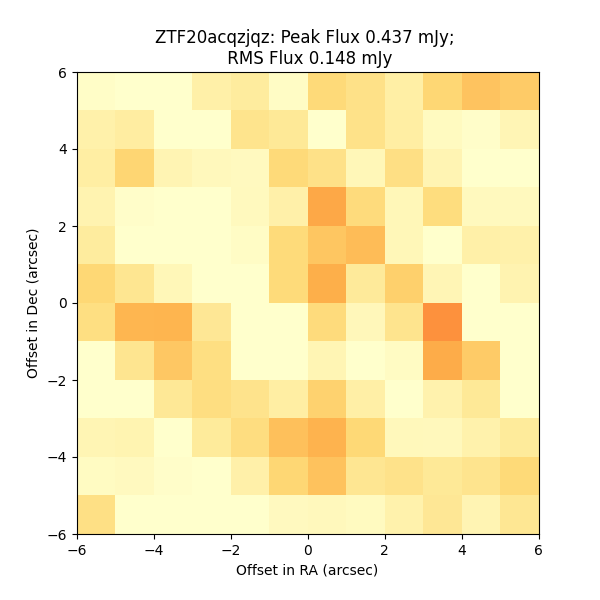 ZTF20acqzjqz: Peak Flux 0.437 mJy;
RMS Flux 0.148 mJy
6
4
2
0
−2
−4
−6
Offset in Dec (arcsec)
−6 −4 −2 0 2 4 6
Offset in RA (arcsec)